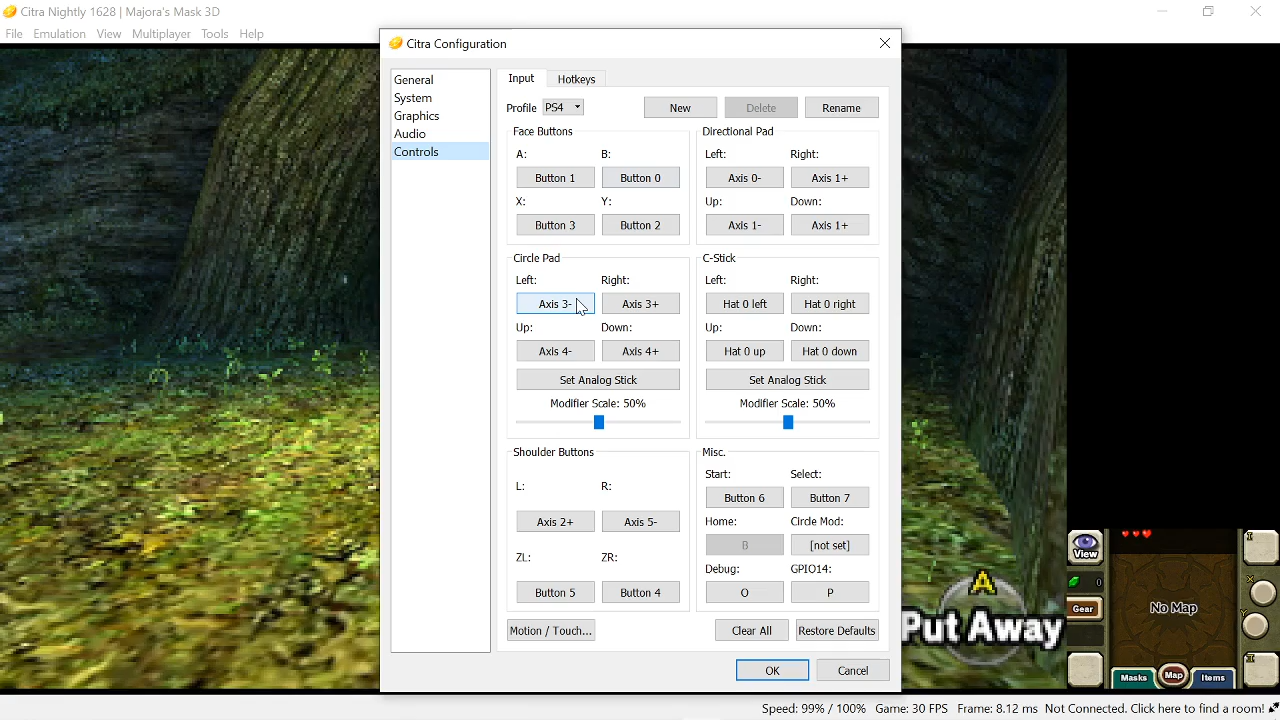 Citra Nightly 1628 | Majora's Mask 3D
File Emulation View Multiplayer Tools Help
Citra Configuration
General
System
Graphics
Audio
Controls
Input Hotkeys
Profile PS4 New Delete Rename
Face Buttons
A: B:
Button 1 Button 0
X: Y:
Button 3 Button 2
Directional Pad
Left: Right:
Axis 0- Axis 1+
Up: Down:
Axis 1- Axis 1+
Circle Pad
Left: Right:
Axis 3- Axis 3+
Up: Down:
Axis 4- Axis 4+
Set Analog Stick
Modifier Scale: 50%
C-Stick
Left: Right:
Hat 0 left Hat 0 right
Up: Down:
Hat 0 up Hat 0 down
Set Analog Stick
Modifier Scale: 50%
Shoulder Buttons
L: R:
Axis 2+ Axis 5-
ZL: ZR:
Button 5 Button 4
Misc.
Start: Select:
Button 6 Button 7
Home: Circle Mod:
B [not set]
Debug: GPIO14:
O P
Motion / Touch... Clear All Restore Defaults
OK Cancel
A
Put Away
View
0
Gear
No Map
I
X
Y
II
Masks Map Items
Speed: 99% / 100% Game: 30 FPS Frame: 8.12 ms Not Connected. Click here to find a room!